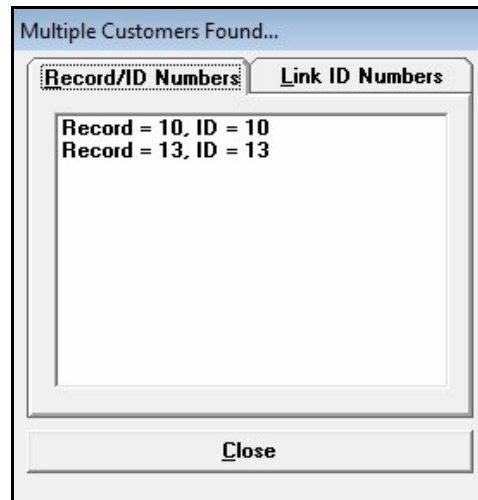 Multiple Customers Found...
Record/ID Numbers Link ID Numbers
Record = 10, ID = 10
Record = 13, ID = 13
Close